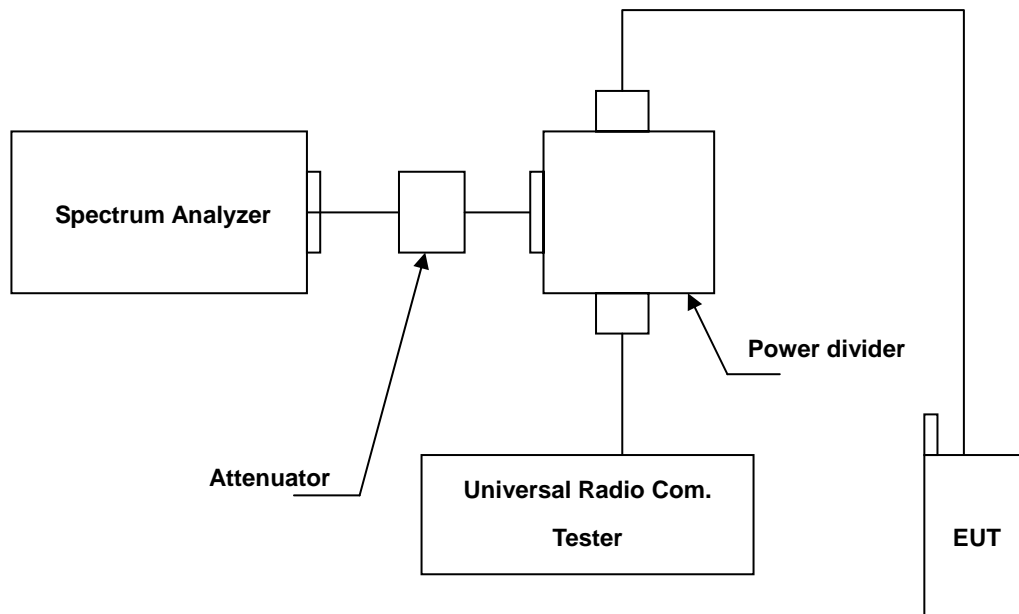 Spectrum Analyzer
Power divider
Attenuator
Universal Radio Com.
Tester
EUT